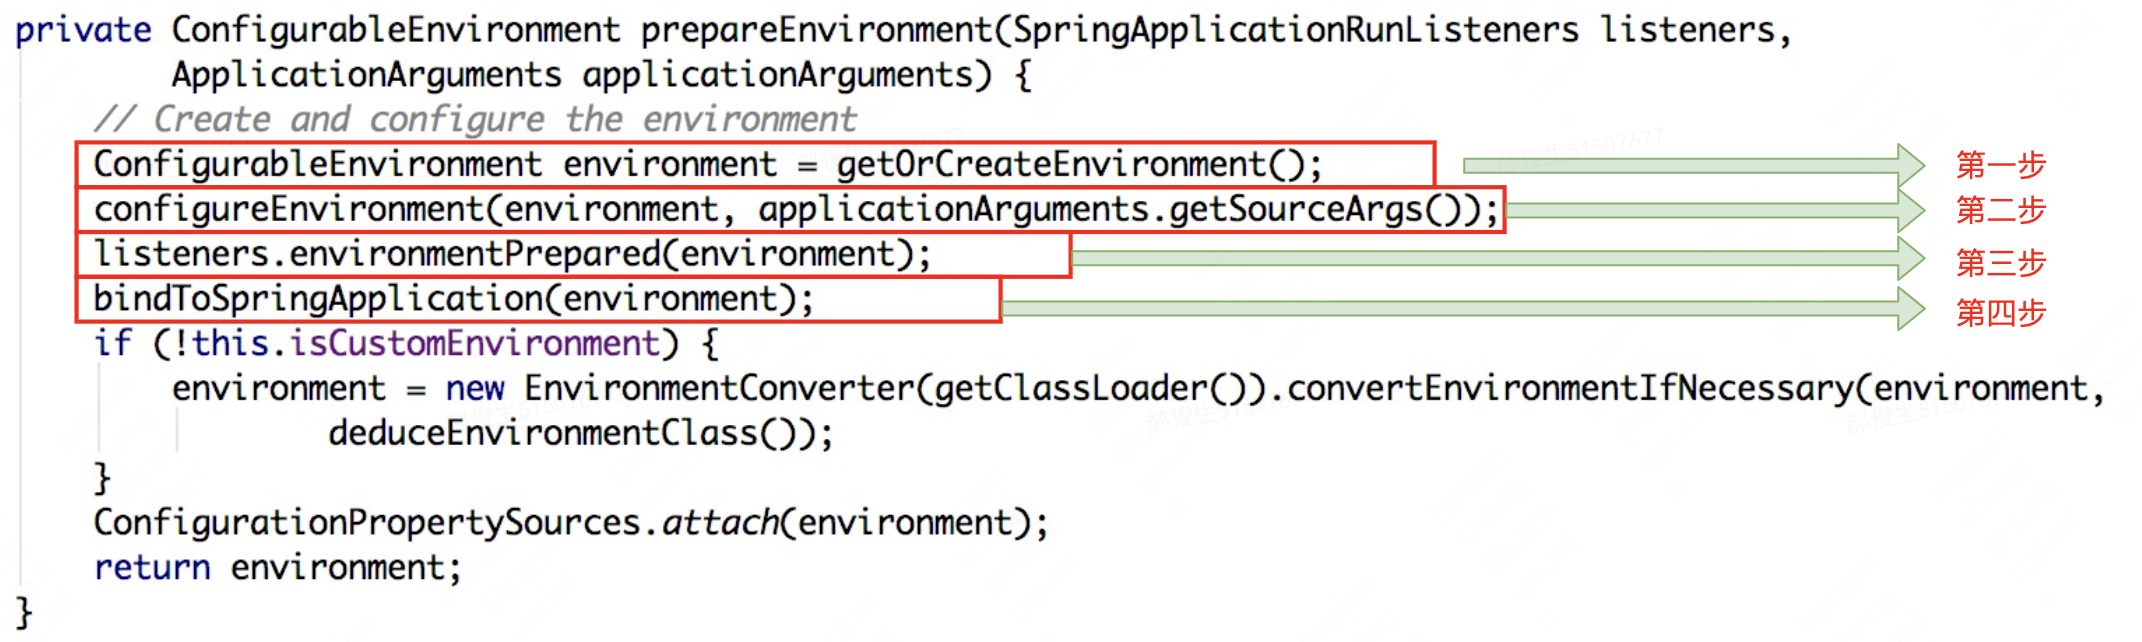 private ConfigurableEnvironment prepareEnvironment(SpringApplicationRunListeners listeners,
ApplicationArguments applicationArguments) {
// Create and configure the environment
ConfigurableEnvironment environment = getOrCreateEnvironment(); 第一步
configureEnvironment(environment, applicationArguments.getSourceArgs()); 第二步
listeners.environmentPrepared(environment); 第三步
bindToSpringApplication(environment); 第四步
if (!this.isCustomEnvironment) {
environment = new EnvironmentConverter(getClassLoader()).convertEnvironmentIfNecessary(environment,
deduceEnvironmentClass());
}
ConfigurationPropertySources.attach(environment);
return environment;
}